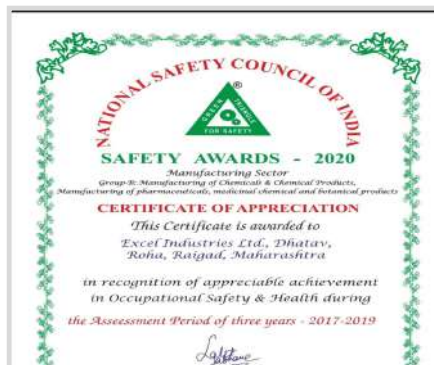 NATIONAL SAFETY COUNCIL OF INDIA
®
GREEN TRIANGLE
FOR SAFETY
SAFETY AWARDS - 2020
Manufacturing Sector
Group-B: Manufacturing of Chemicals & Chemical Products,
Manufacturing of pharmaceuticals, medicinal chemical and botanical products
CERTIFICATE OF APPRECIATION
This Certificate is awarded to
Excel Industries Ltd., Dhatav,
Roha, Raigad, Maharashtra
in recognition of appreciable achievement
in Occupational Safety & Health during
the Assessment Period of three years - 2017-2019